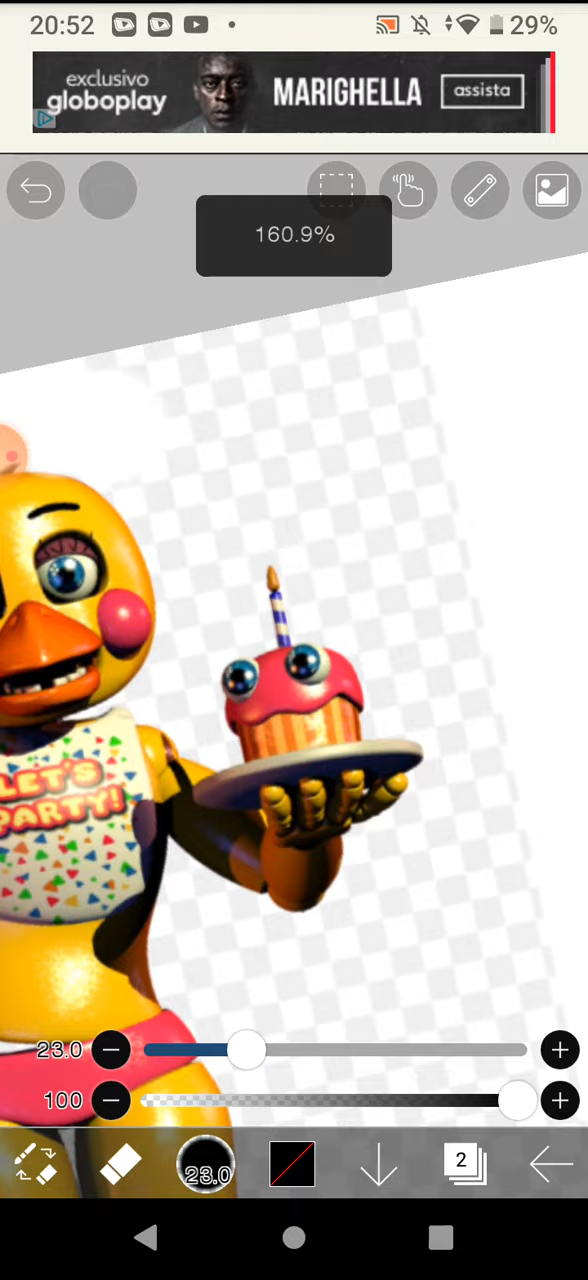 20:52
29%
exclusivo
globoplay
MARIGHELLA
assista
160.9%
LET'S
PARTY!
23.0
100
23.0
2